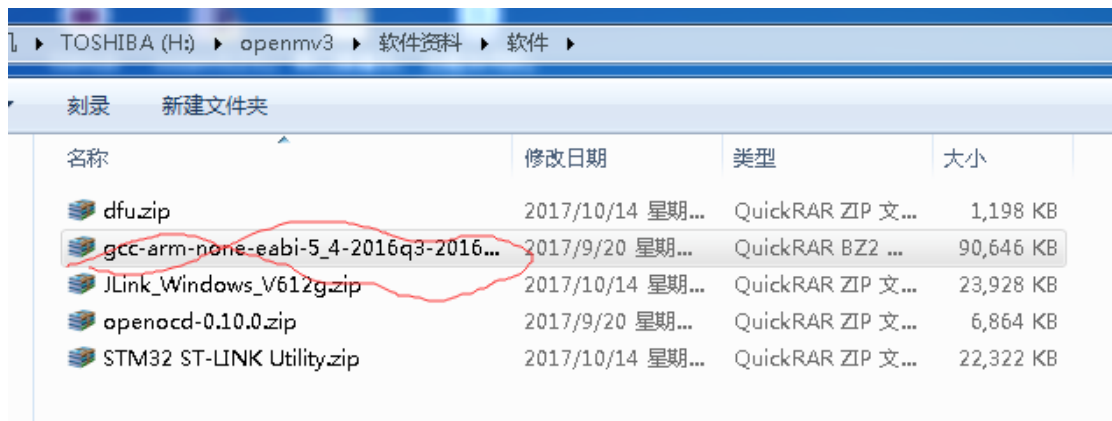 TOSHIBA (H:) openmv3 软件资料 软件
刻录 新建文件夹
名称 修改日期 类型 大小
dfu.zip 2017/10/14 星期... QuickRAR ZIP 文... 1,198 KB
gcc-arm-none-eabi-5_4-2016q3-2016... 2017/9/20 星期... QuickRAR BZ2 ... 90,646 KB
JLink_Windows_V612g.zip 2017/10/14 星期... QuickRAR ZIP 文... 23,928 KB
openocd-0.10.0.zip 2017/9/20 星期... QuickRAR ZIP 文... 6,864 KB
STM32 ST-LINK Utility.zip 2017/10/14 星期... QuickRAR ZIP 文... 22,322 KB